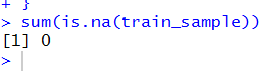 + }
> sum(is.na(train_sample))
[1] 0
>